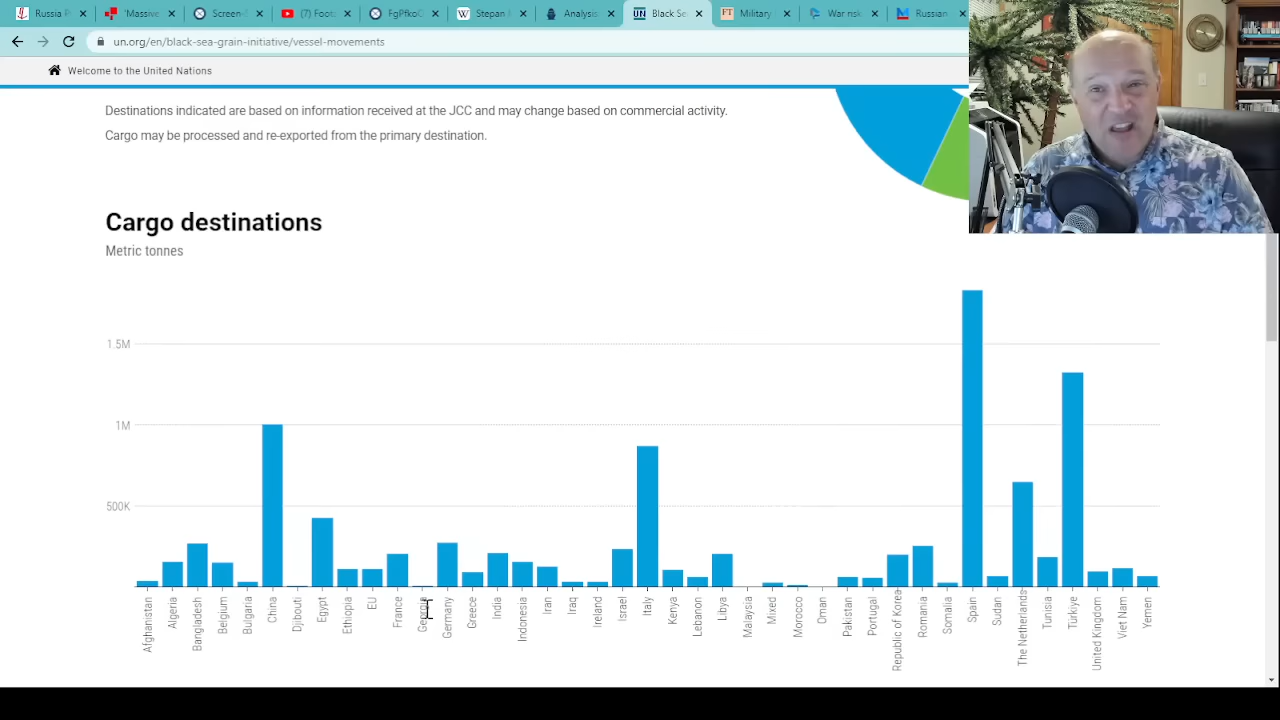 Russia P
'Massive
Screen-S
(7) Foota
FgPfkoD
Stepan M
Analysis
Black Se
Military
War risk
Russian
un.org/en/black-sea-grain-initiative/vessel-movements
Welcome to the United Nations
Destinations indicated are based on information received at the JCC and may change based on commercial activity.
Cargo may be processed and re-exported from the primary destination.
Cargo destinations
Metric tonnes
1.5M
1M
500K
Afghanistan
Algeria
Bangladesh
Belgium
Bulgaria
China
Djibouti
Egypt
Ethiopia
EU
France
Georgia
Germany
Greece
India
Indonesia
Iran
Iraq
Ireland
Israel
Italy
Kenya
Lebanon
Libya
Malaysia
Mixed
Morocco
Oman
Pakistan
Portugal
Republic of Korea
Romania
Somalia
Spain
Sudan
The Netherlands
Tunisia
Türkiye
United Kingdom
Viet Nam
Yemen